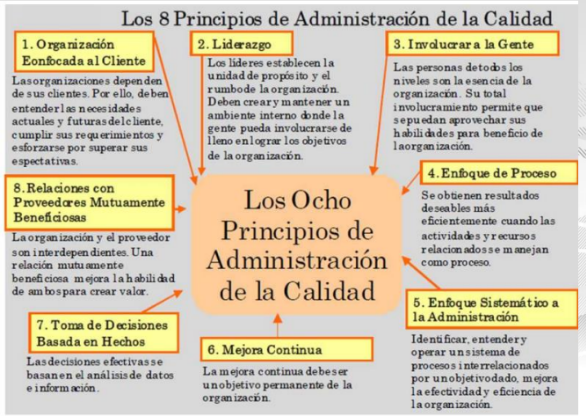 Los 8 Principios de Administración de la Calidad
1. Organización
Eonfocada al Cliente
Las organizaciones dependen
de sus clientes. Por ello, deben
entender las necesidades
actuales y futuras del cliente,
cumplir sus requerimientos y
esforzarse por superar sus
espectativas.
2. Liderazgo
Los líderes establecen la
unidad de propósito y el
rumbo de la organización.
Deben crear y mantener un
ambiente interno donde la
gente pueda involucrarse de
lleno en lograr los objetivos
de la organización.
3. Involucrar a la Gente
Las personas de todos los
niveles son la esencia de la
organización. Su total
involucramiento permite que
se puedan aprovechar sus
habilidades para beneficio de
la organización.
4. Enfoque de Proceso
Se obtienen resultados
deseables más
eficientemente cuando las
actividades y recursos
relacionados se manejan
como proceso.
5. Enfoque Sistemático a
la Administración
Identificar, entender y
operar un sistema de
procesos interrelacionados
por un objetivo dado, mejora
la efectividad y eficiencia de
la organización.
6. Mejora Continua
La mejora continua debe ser
un objetivo permanente de la
organización.
7. Toma de Decisiones
Basada en Hechos
Las decisiones efectivas se
basan en el análisis de datos
e información.
8. Relaciones con
Proveedores Mutuamente
Beneficiosas
La organización y el proveedor
son interdependientes. Una
relación mutuamente
beneficiosa mejora la habilidad
de ambos para crear valor.
Los Ocho
Principios de
Administración
de la Calidad